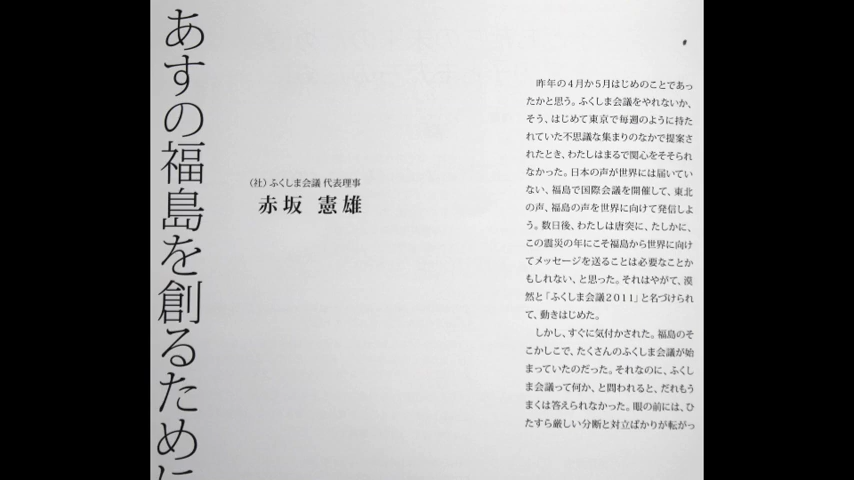 あすの福島を創るために
（社）ふくしま会議 代表理事
赤坂 憲雄
昨年の４月か５月はじめのことであっ
たかと思う。ふくしま会議をやれないか、
そう、はじめて東京で毎週のように持た
れていた不思議な集まりのなかで提案さ
れたとき、わたしはまるで関心をそそられ
なかった。日本の声が世界には届いてい
ない、福島で国際会議を開催して、東北
の声、福島の声を世界に向けて発信しよ
う。数日後、わたしは唐突に、たしかに、
この震災の年にこそ福島から世界に向け
てメッセージを送ることは必要なことか
もしれない、と思った。それはやがて、漠
然と「ふくしま会議２０１１」と名づけられ
て、動きはじめた。
しかし、すぐに気付かされた。福島のそ
こかしこで、たくさんのふくしま会議が始
まっていたのだった。それなのに、ふくし
ま会議って何か、と問われると、だれもう
まくは答えられなかった。眼の前には、ひ
たすら厳しい分断と対立ばかりが転がっ